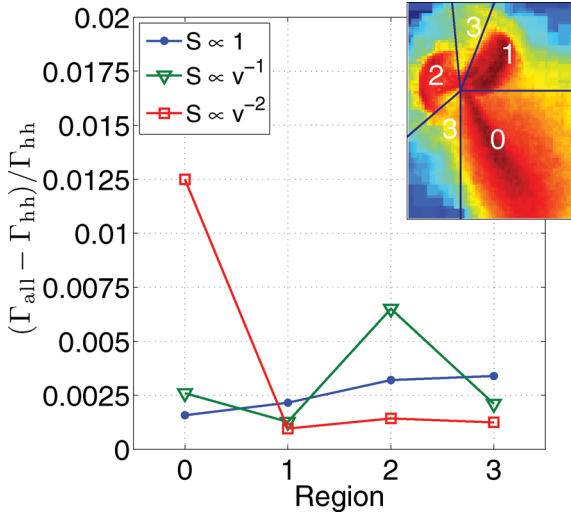 0.02
0.0175
0.015
0.0125
0.01
0.0075
0.005
0.0025
0
(Γall − Γhh)/Γhh
S ∝ 1
S ∝ v-1
S ∝ v-2
3
1
2
3
0
0 1 2 3
Region